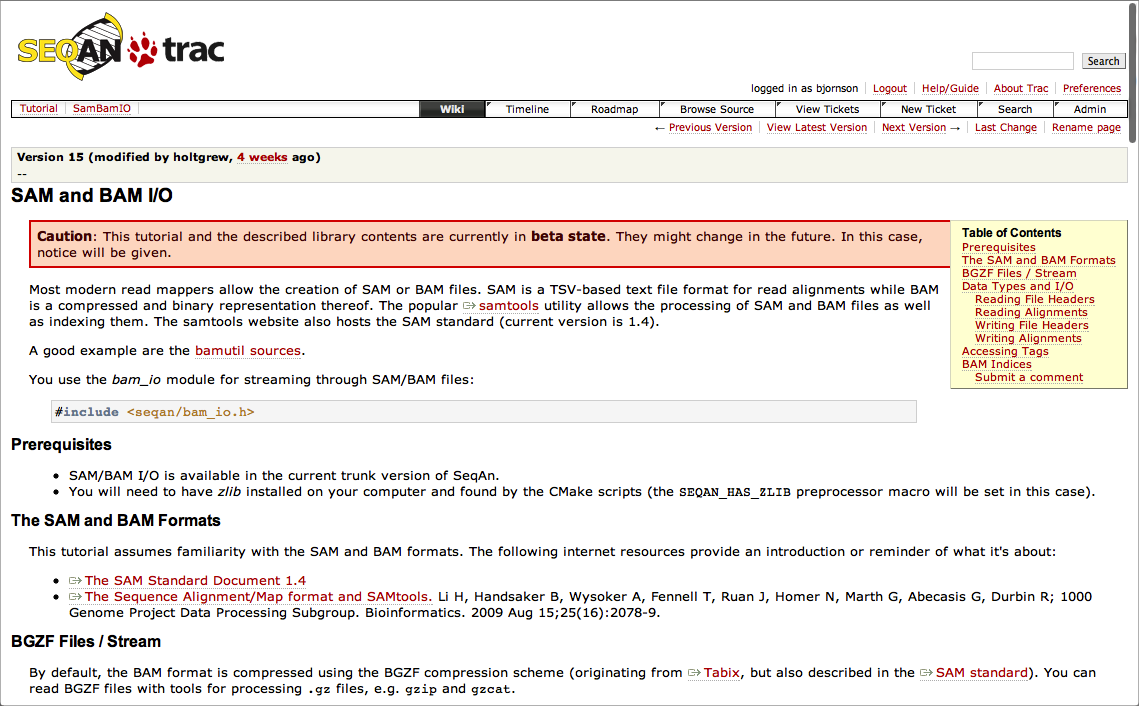 SEQAN trac
Search
logged in as bjornson Logout Help/Guide About Trac Preferences
Tutorial SamBamIO Wiki Timeline Roadmap Browse Source View Tickets New Ticket Search Admin
← Previous Version View Latest Version Next Version → Last Change Rename page
Version 15 (modified by holtgrew, 4 weeks ago)
--
SAM and BAM I/O
Caution: This tutorial and the described library contents are currently in beta state. They might change in the future. In this case,
notice will be given.
Table of Contents
Prerequisites
The SAM and BAM Formats
BGZF Files / Stream
Data Types and I/O
Reading File Headers
Reading Alignments
Writing File Headers
Writing Alignments
Accessing Tags
BAM Indices
Submit a comment
Most modern read mappers allow the creation of SAM or BAM files. SAM is a TSV-based text file format for read alignments while BAM
is a compressed and binary representation thereof. The popular samtools utility allows the processing of SAM and BAM files as well
as indexing them. The samtools website also hosts the SAM standard (current version is 1.4).
A good example are the bamutil sources.
You use the bam_io module for streaming through SAM/BAM files:
#include <seqan/bam_io.h>
Prerequisites
• SAM/BAM I/O is available in the current trunk version of SeqAn.
• You will need to have zlib installed on your computer and found by the CMake scripts (the SEQAN_HAS_ZLIB preprocessor macro will be set in this case).
The SAM and BAM Formats
This tutorial assumes familiarity with the SAM and BAM formats. The following internet resources provide an introduction or reminder of what it's about:
• The SAM Standard Document 1.4
• The Sequence Alignment/Map format and SAMtools. Li H, Handsaker B, Wysoker A, Fennell T, Ruan J, Homer N, Marth G, Abecasis G, Durbin R; 1000
Genome Project Data Processing Subgroup. Bioinformatics. 2009 Aug 15;25(16):2078-9.
BGZF Files / Stream
By default, the BAM format is compressed using the BGZF compression scheme (originating from Tabix, but also described in the SAM standard). You can
read BGZF files with tools for processing .gz files, e.g. gzip and gzcat.